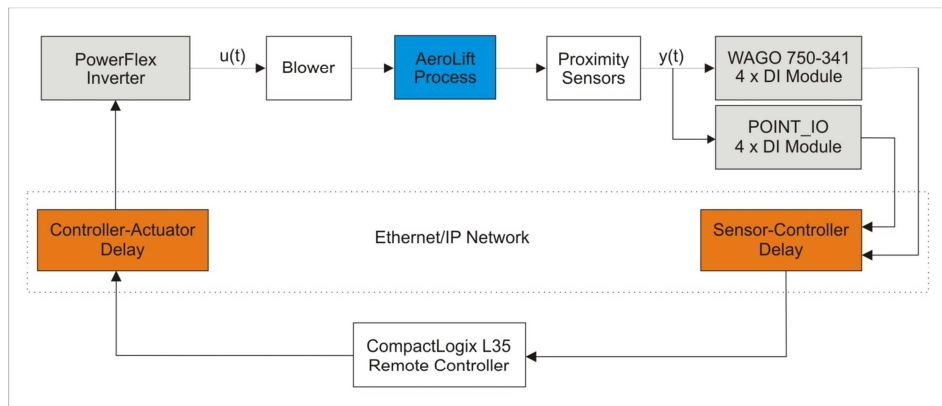 PowerFlex
Inverter
u(t)
Blower
AeroLift
Process
Proximity
Sensors
y(t)
WAGO 750-341
4 x DI Module
POINT_IO
4 x DI Module
Controller-Actuator
Delay
Ethernet/IP Network
Sensor-Controller
Delay
CompactLogix L35
Remote Controller